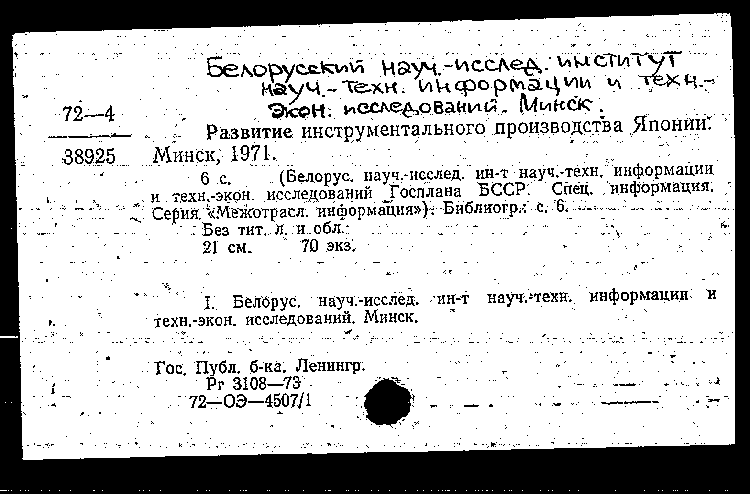 Белорусский науч.-исслед. институт
науч.-техн. информации и техн.-
экон. исследований. Минск.
72—4
Развитие инструментального производства Японии.
38925
Минск, 1971.
6 с. (Белорус. науч.-исслед. ин-т науч.-техн. информации
и техн.-экон. исследований Госплана БССР. Спец. информация.
Серия «Межотрасл. информация»). Библиогр.: с. 6.
Без тит. л. и обл.
21 см. 70 экз.
I. Белорус. науч.-исслед. ин-т науч.-техн. информации и
техн.-экон. исследований. Минск.
Гос. Публ. б-ка. Ленингр.
Рг 3108—73
72—ОЭ—4507/1